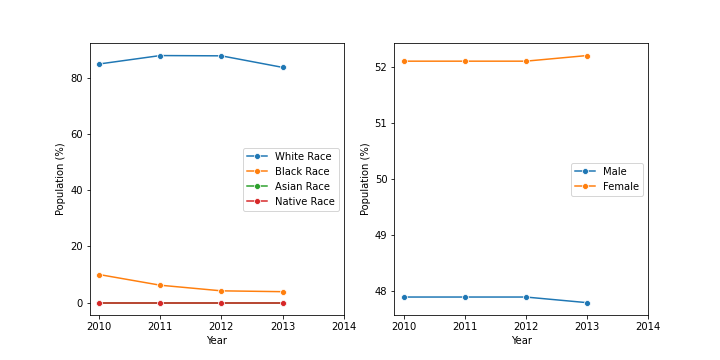 Population (%)
80
60
40
20
0
2010 2011 2012 2013 2014
Year
White Race
Black Race
Asian Race
Native Race
Population (%)
52
51
50
49
48
2010 2011 2012 2013 2014
Year
Male
Female